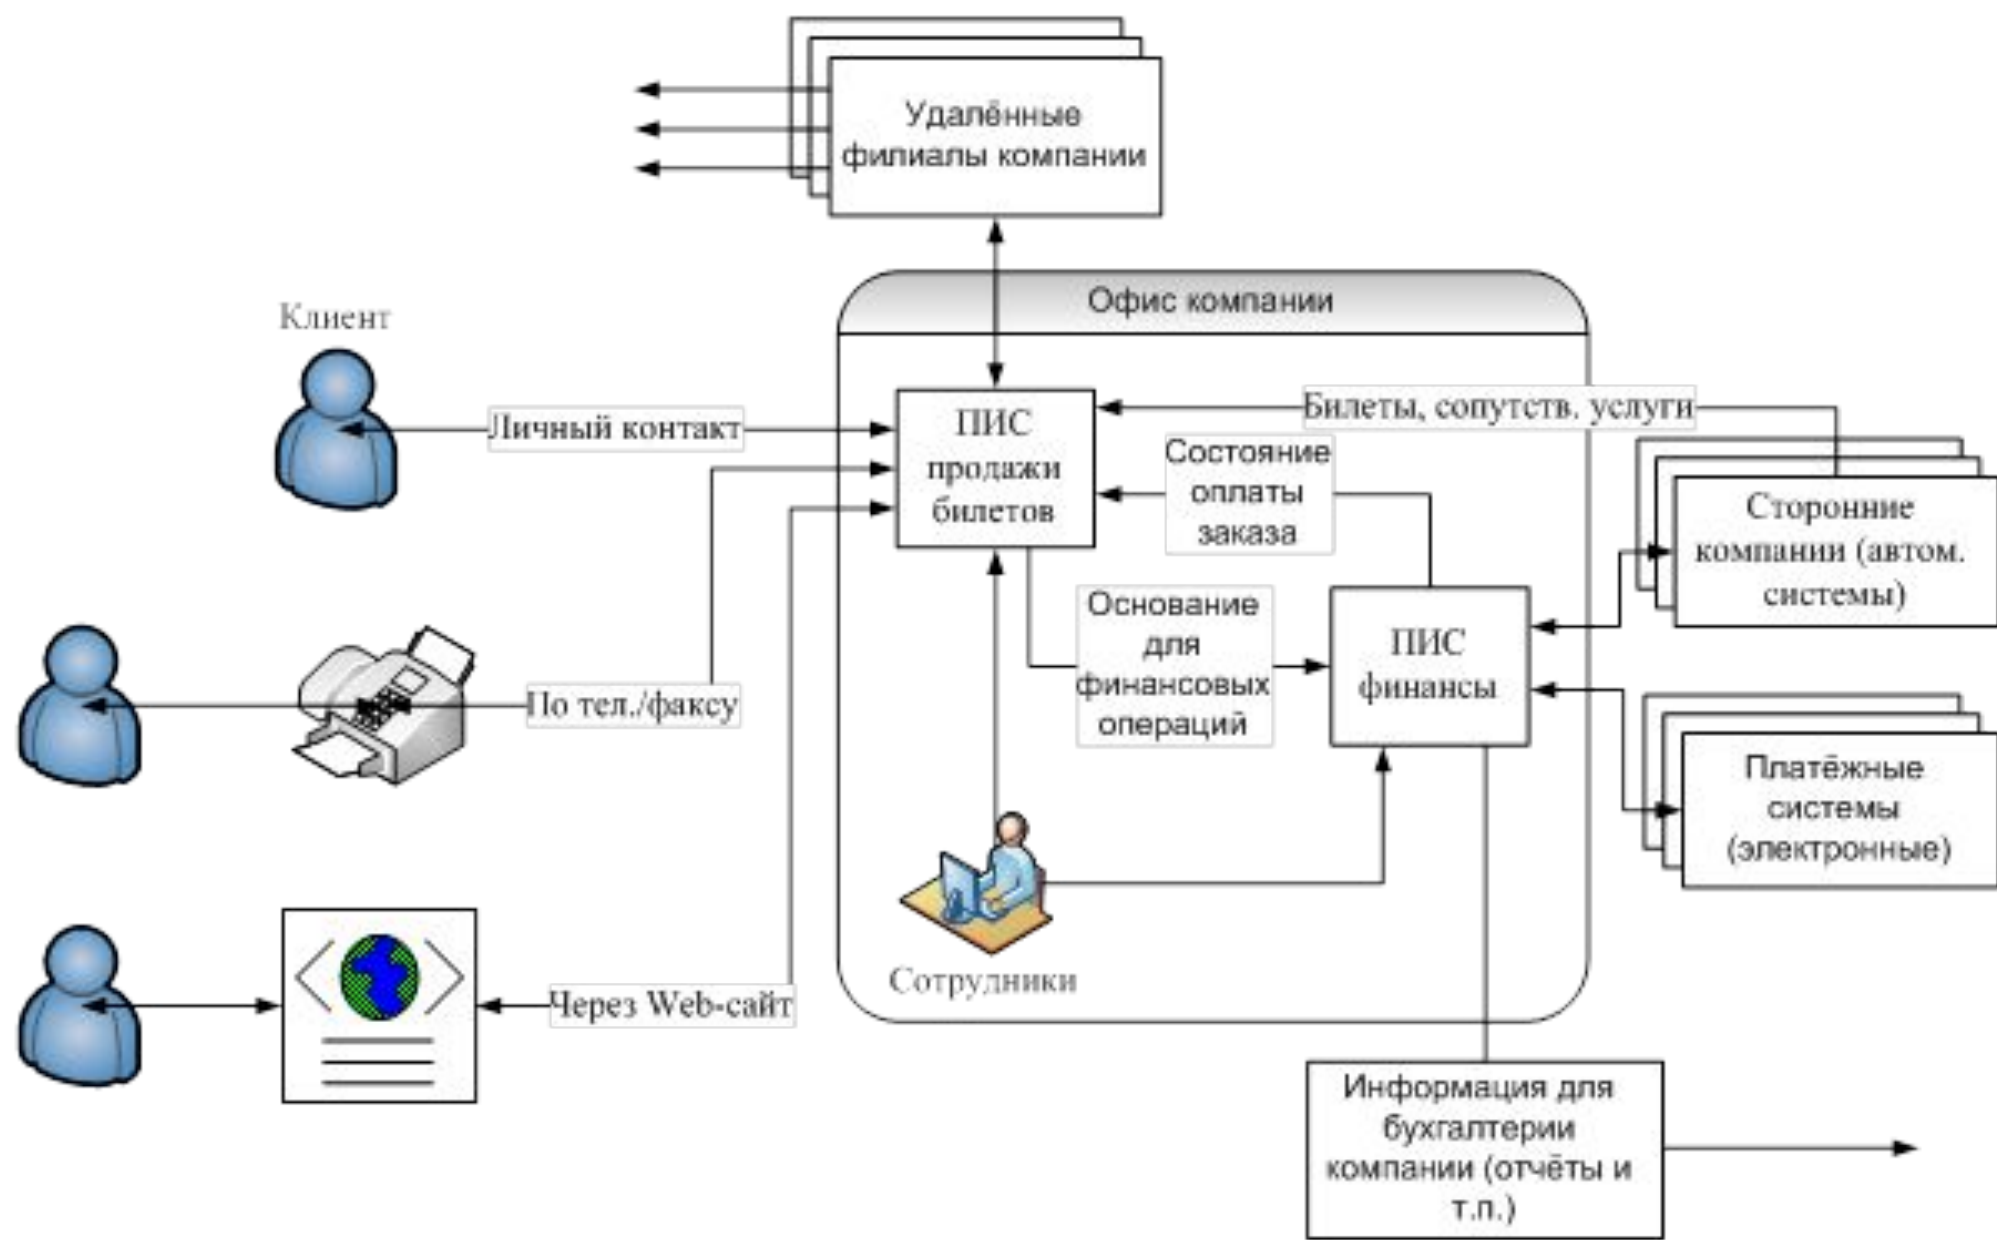 Удалённые
филиалы компании
Офис компании
Клиент
Личный контакт
ПИС
продажи
билетов
Билеты, сопутств. услуги
Состояние
оплаты
заказа
Сторонние
компании (автом.
системы)
Основание
для
финансовых
операций
ПИС
финансы
По тел./факсу
Платёжные
системы
(электронные)
Сотрудники
Через Web-сайт
Информация для
бухгалтерии
компании (отчёты и
т.п.)